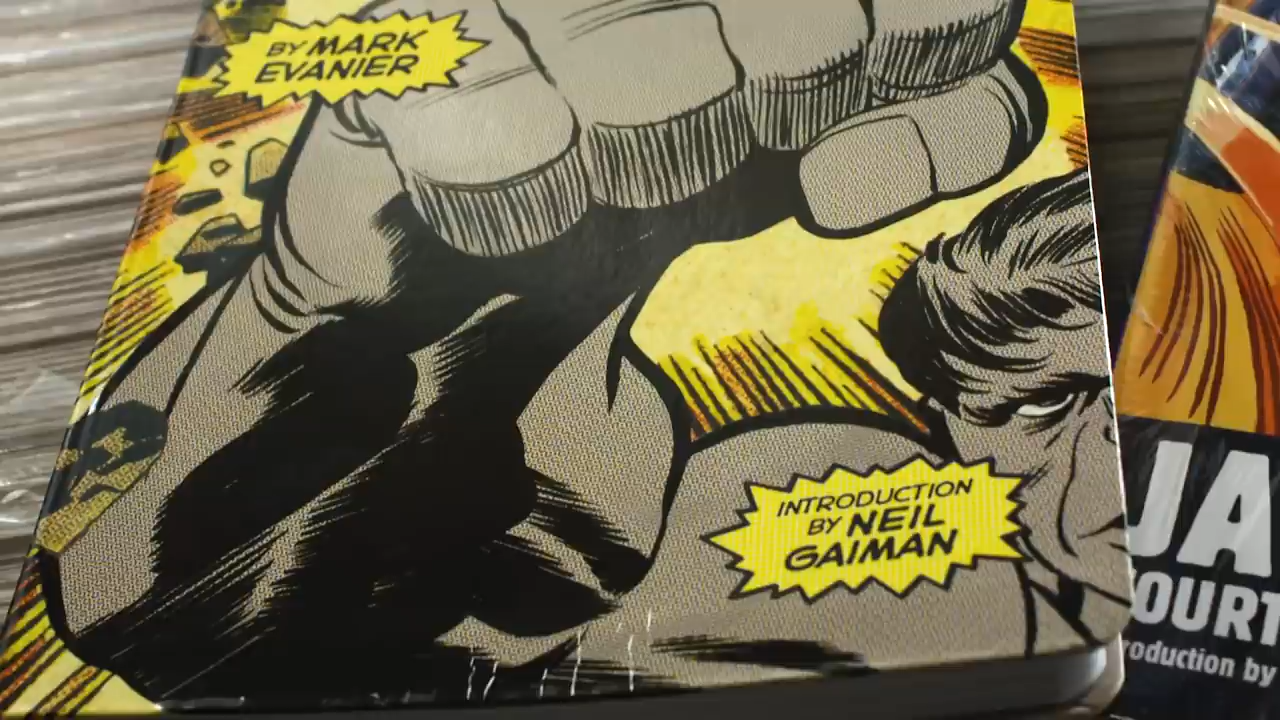 BY MARK
EVANIER
INTRODUCTION
BY NEIL
GAIMAN
JA
OURT
roduction by